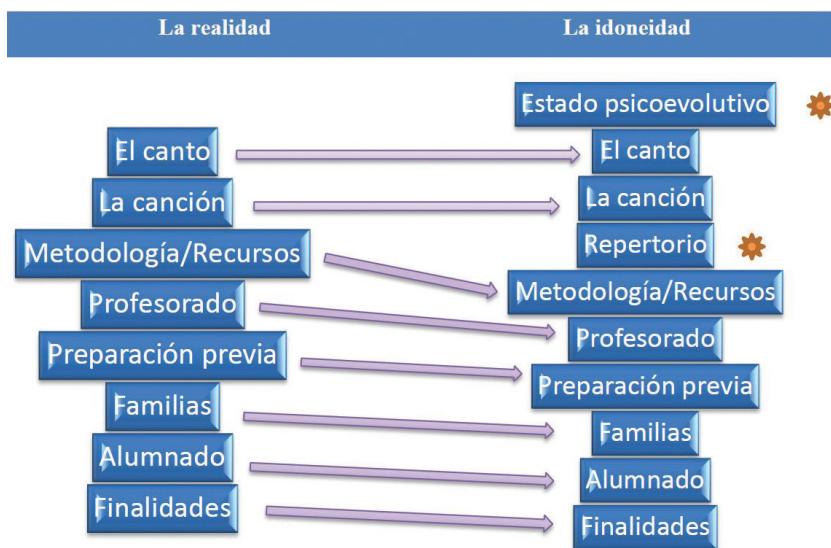 La realidad
La idoneidad
Estado psicoevolutivo
El canto
El canto
La canción
La canción
Repertorio
Metodología/Recursos
Metodología/Recursos
Profesorado
Profesorado
Preparación previa
Preparación previa
Familias
Familias
Alumnado
Alumnado
Finalidades
Finalidades